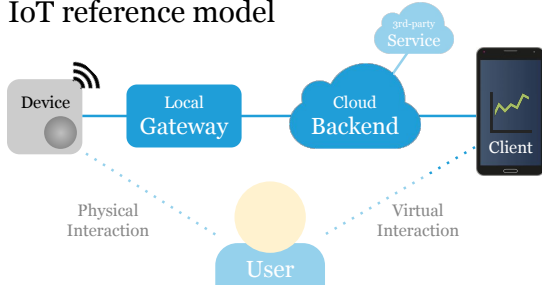 IoT reference model
3rd-party
Service
Device
Local
Gateway
Cloud
Backend
Client
Physical
Interaction
Virtual
Interaction
User